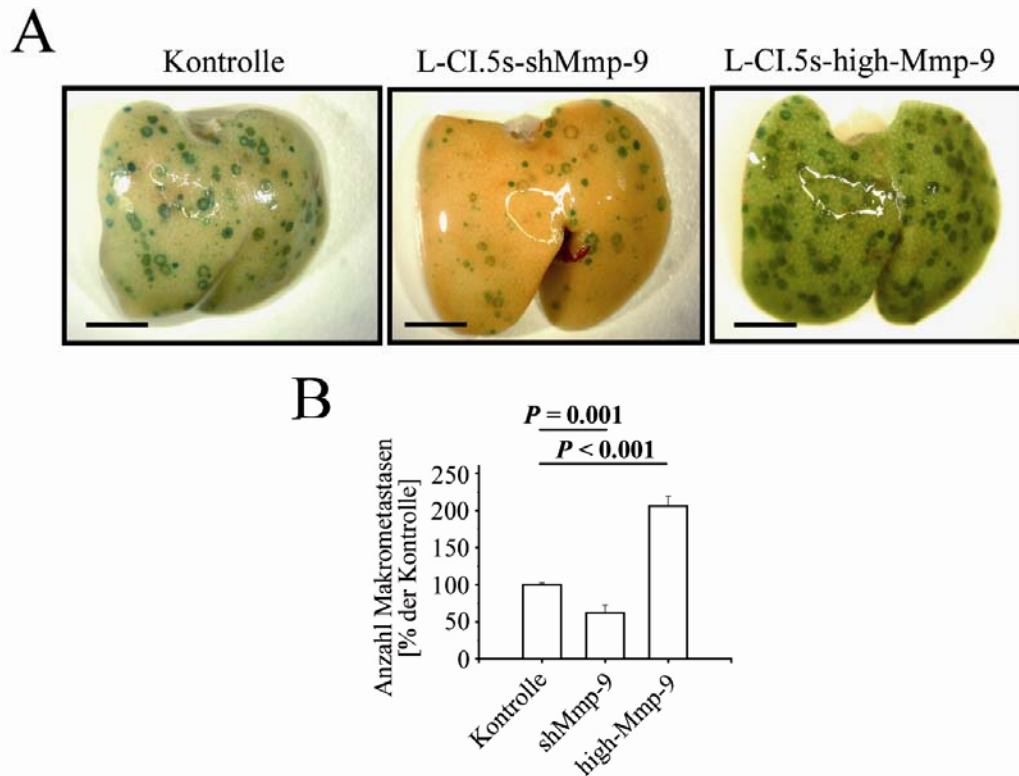 A
Kontrolle
L-CI.5s-shMmp-9
L-CI.5s-high-Mmp-9
B
P = 0.001
P < 0.001
Anzahl Makrometastasen
[% der Kontrolle]
250
200
150
100
50
0
Kontrolle
shMmp-9
high-Mmp-9